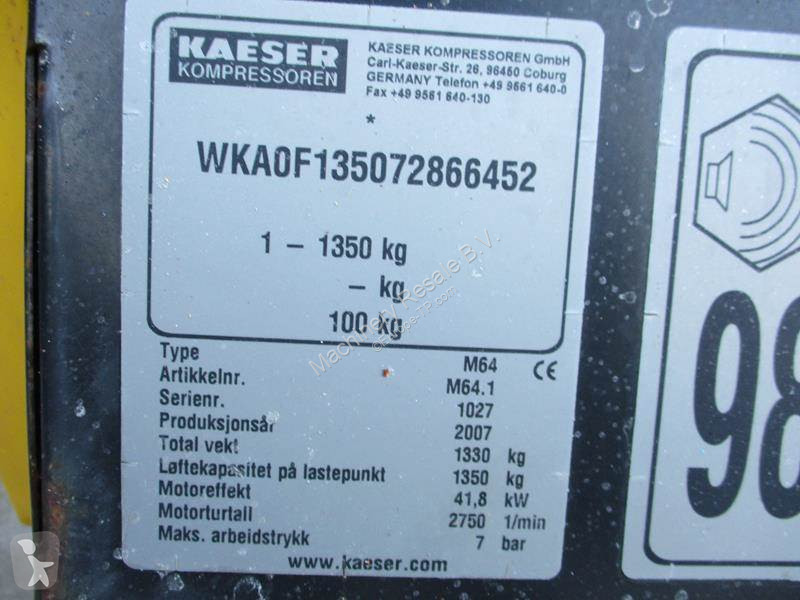 KAESER
KOMPRESSOREN
KAESER KOMPRESSOREN GmbH
Carl-Kaeser-Str. 26, 96450 Coburg
GERMANY Telefon +49 9561 640-0
Fax +49 9561 640-130
*
WKA0F135072866452
1 – 1350 kg
– kg
100 kg
Type M64 CE
Artikkelnr. M64.1
Serienr. 1027
Produksjonsår 2007
Total vekt 1330 kg
Løftekapasitet på lastepunkt 1350 kg
Motoreffekt 41,8 kW
Motorturtall 2750 1/min
Maks. arbeidstrykk 7 bar
www.kaeser.com
98
Machinery Resale B.V.